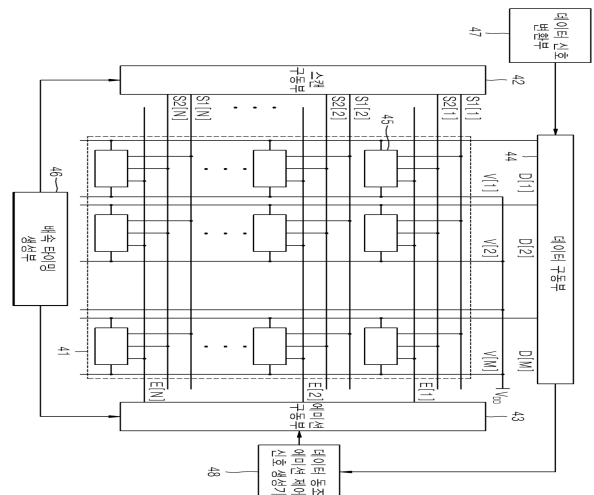 데이터 신호
변환부
47
스캔
구동부
42
S1[1]
S2[1]
S1[2]
S2[2]
S1[N]
S2[N]
45
44
데이터 구동부
D[1]
V[1]
D[2]
V[2]
D[M]
V[M]
VDD
46
배속 타이밍
생성부
41
E[1]
E[2]
E[N]
에미션
구동부
43
데이터 동조
에미션 제어
신호 생성기
48